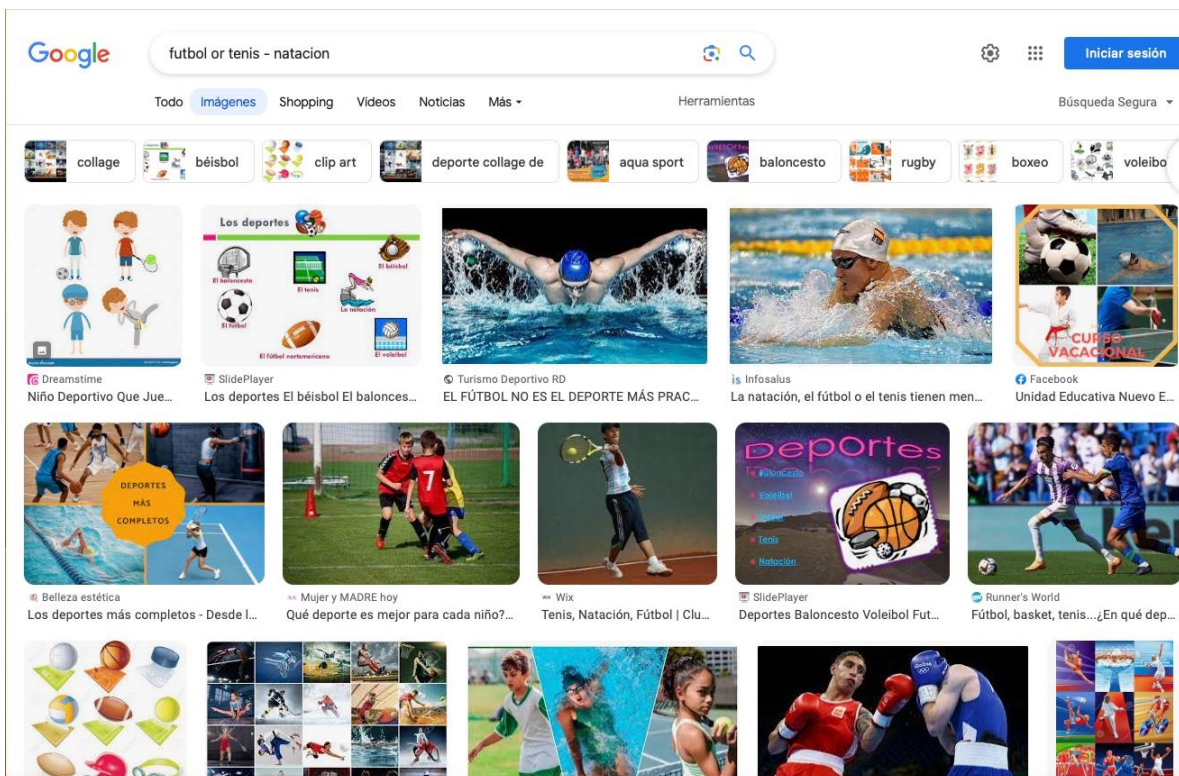 Google
futbol or tenis - natacion
Iniciar sesión
Todo Imágenes Shopping Vídeos Noticias Más Herramientas Búsqueda Segura
collage béisbol clip art deporte collage de aqua sport baloncesto rugby boxeo voleibo
Los deportes
El baloncesto
El tenis
El béisbol
La natación
El fútbol
El fútbol norteamericano
El voleibol
CURSO
VACACIONAL
Dreamstime
Niño Deportivo Que Jue...
SlidePlayer
Los deportes El béisbol El balonces...
Turismo Deportivo RD
EL FÚTBOL NO ES EL DEPORTE MÁS PRAC...
is Infosalus
La natación, el fútbol o el tenis tienen men...
Facebook
Unidad Educativa Nuevo E...
DEPORTES
MÁS
COMPLETOS
7
Deportes
Baloncesto
Voleibol
Tenis
Natación
Belleza estética
Los deportes más completos - Desde l...
Mujer y MADRE hoy
Qué deporte es mejor para cada niño?...
Wix
Tenis, Natación, Fútbol | Clu...
SlidePlayer
Deportes Baloncesto Voleibol Fut...
Runner's World
Fútbol, basket, tenis...¿En qué dep...